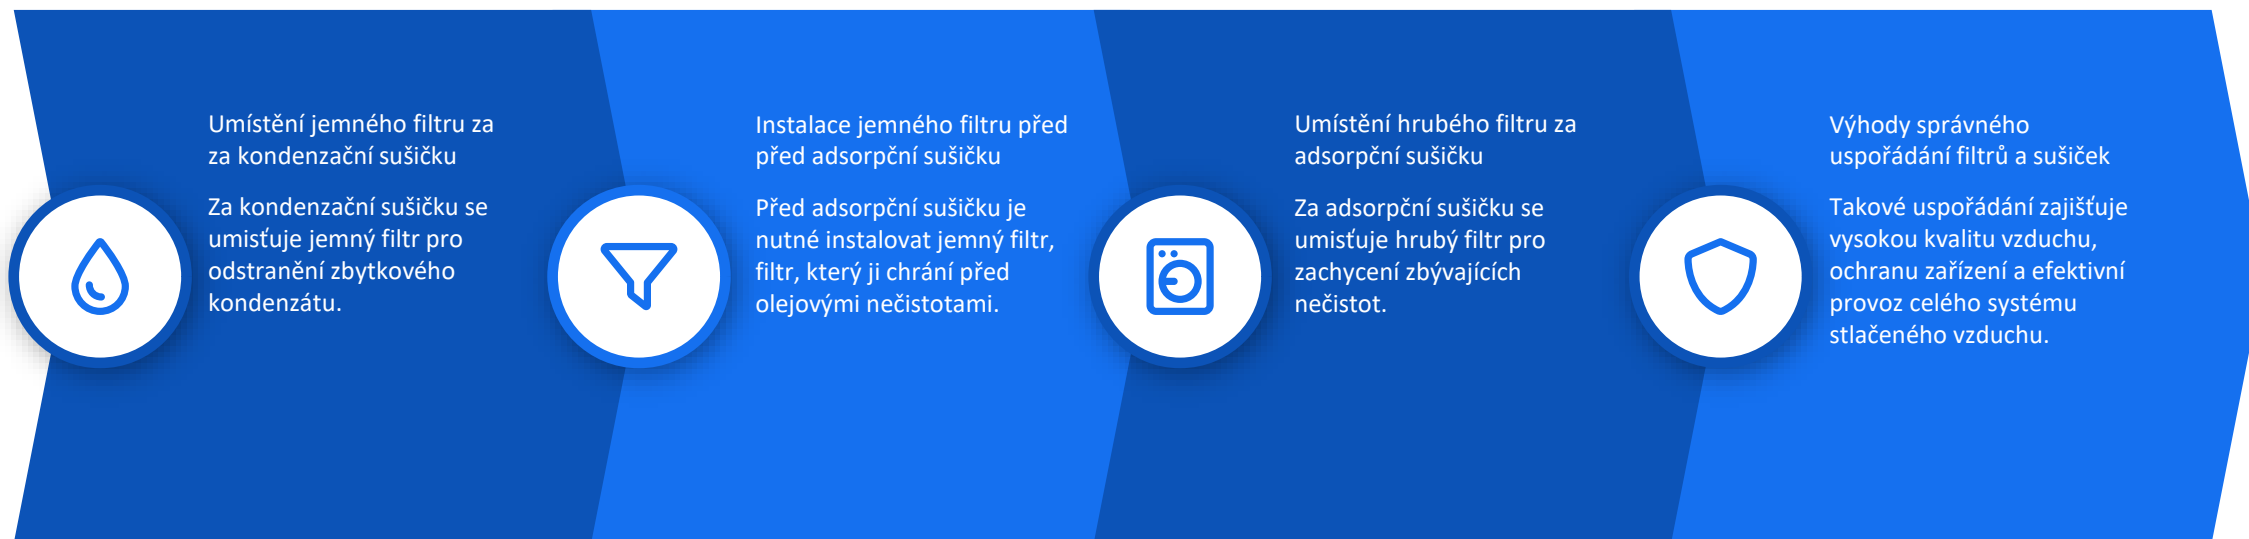 Umístění jemného filtru za
za kondenzační sušičku
Za kondenzační sušičku se
umisťuje jemný filtr pro
odstranění zbytkového
kondenzátu.
Instalace jemného filtru před
před adsorpční sušičku
Před adsorpční sušičku je
nutné instalovat jemný filtr,
filtr, který ji chrání před
olejovými nečistotami.
Umístění hrubého filtru za
adsorpční sušičku
Za adsorpční sušičku se
umisťuje hrubý filtr pro
zachycení zbývajících
nečistot.
Výhody správného
uspořádání filtrů a sušiček
Takové uspořádání zajišťuje
vysokou kvalitu vzduchu,
ochranu zařízení a efektivní
provoz celého systému
stlačeného vzduchu.